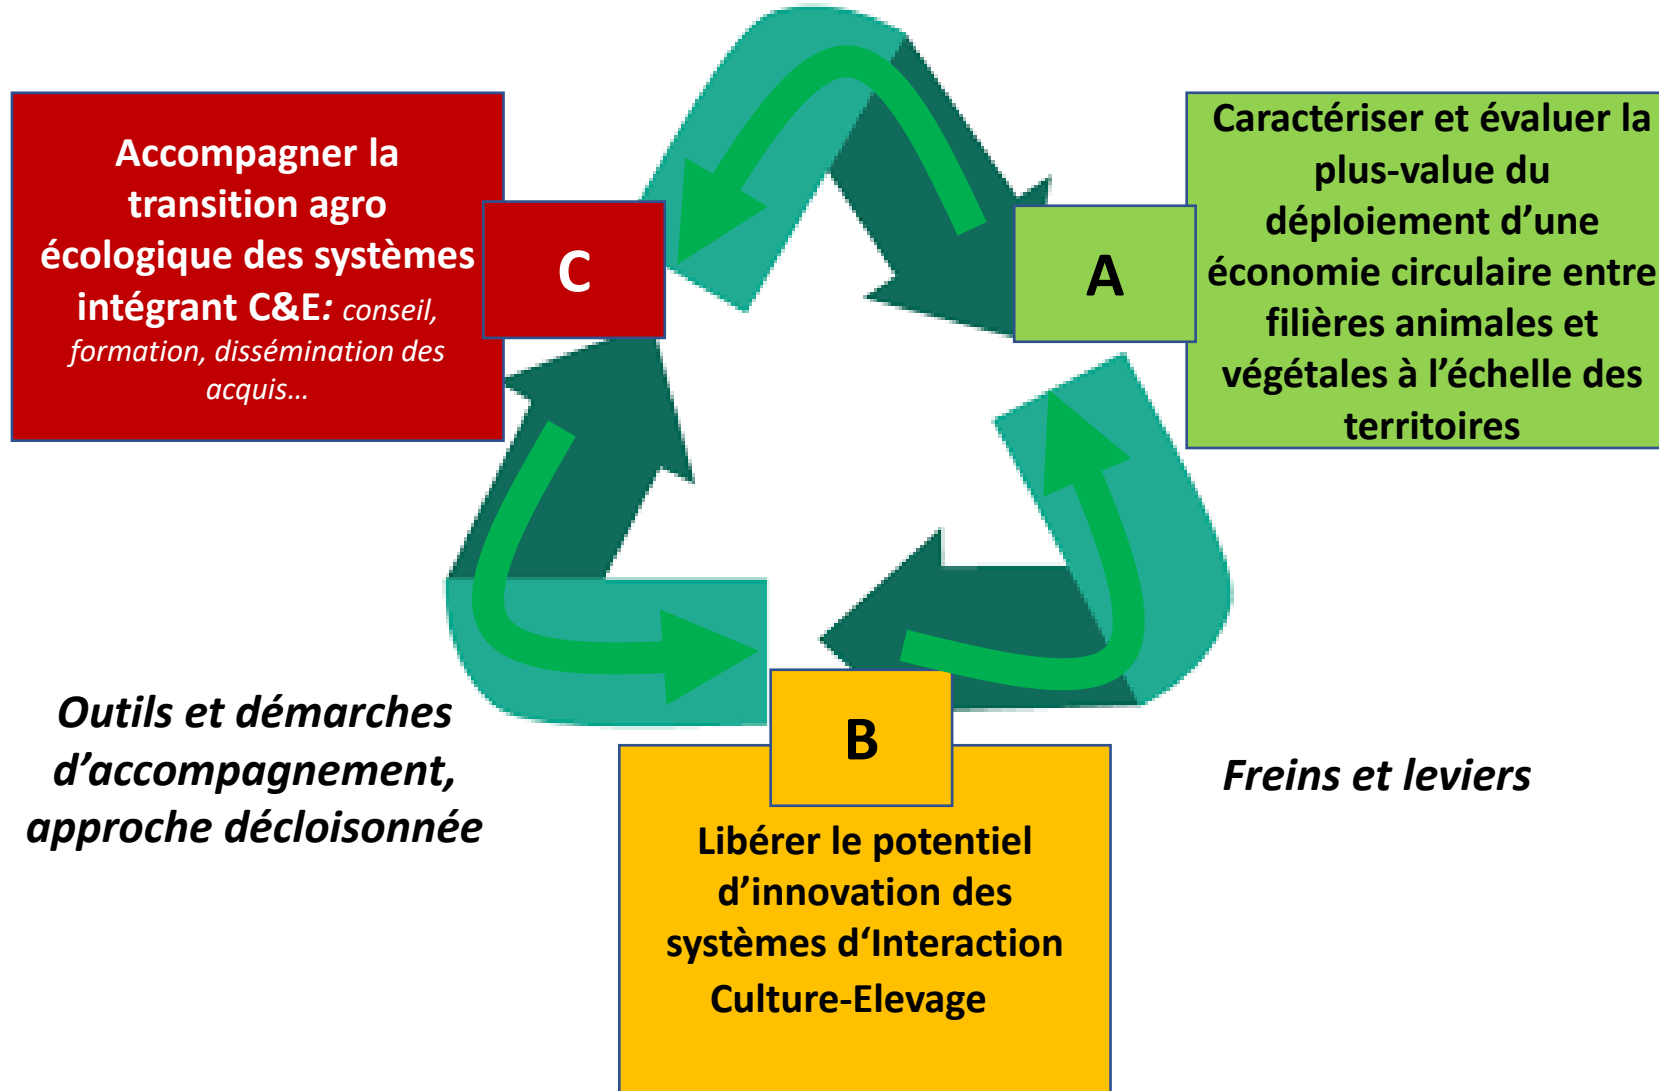 Accompagner la
transition agro
écologique des systèmes
intégrant C&E: conseil,
formation, dissémination des
acquis...
C
A
Caractériser et évaluer la
plus-value du
déploiement d’une
économie circulaire entre
filières animales et
végétales à l’échelle des
territoires
Outils et démarches
d’accompagnement,
approche décloisonnée
B
Libérer le potentiel
d’innovation des
systèmes d‘Interaction
Culture-Elevage
Freins et leviers